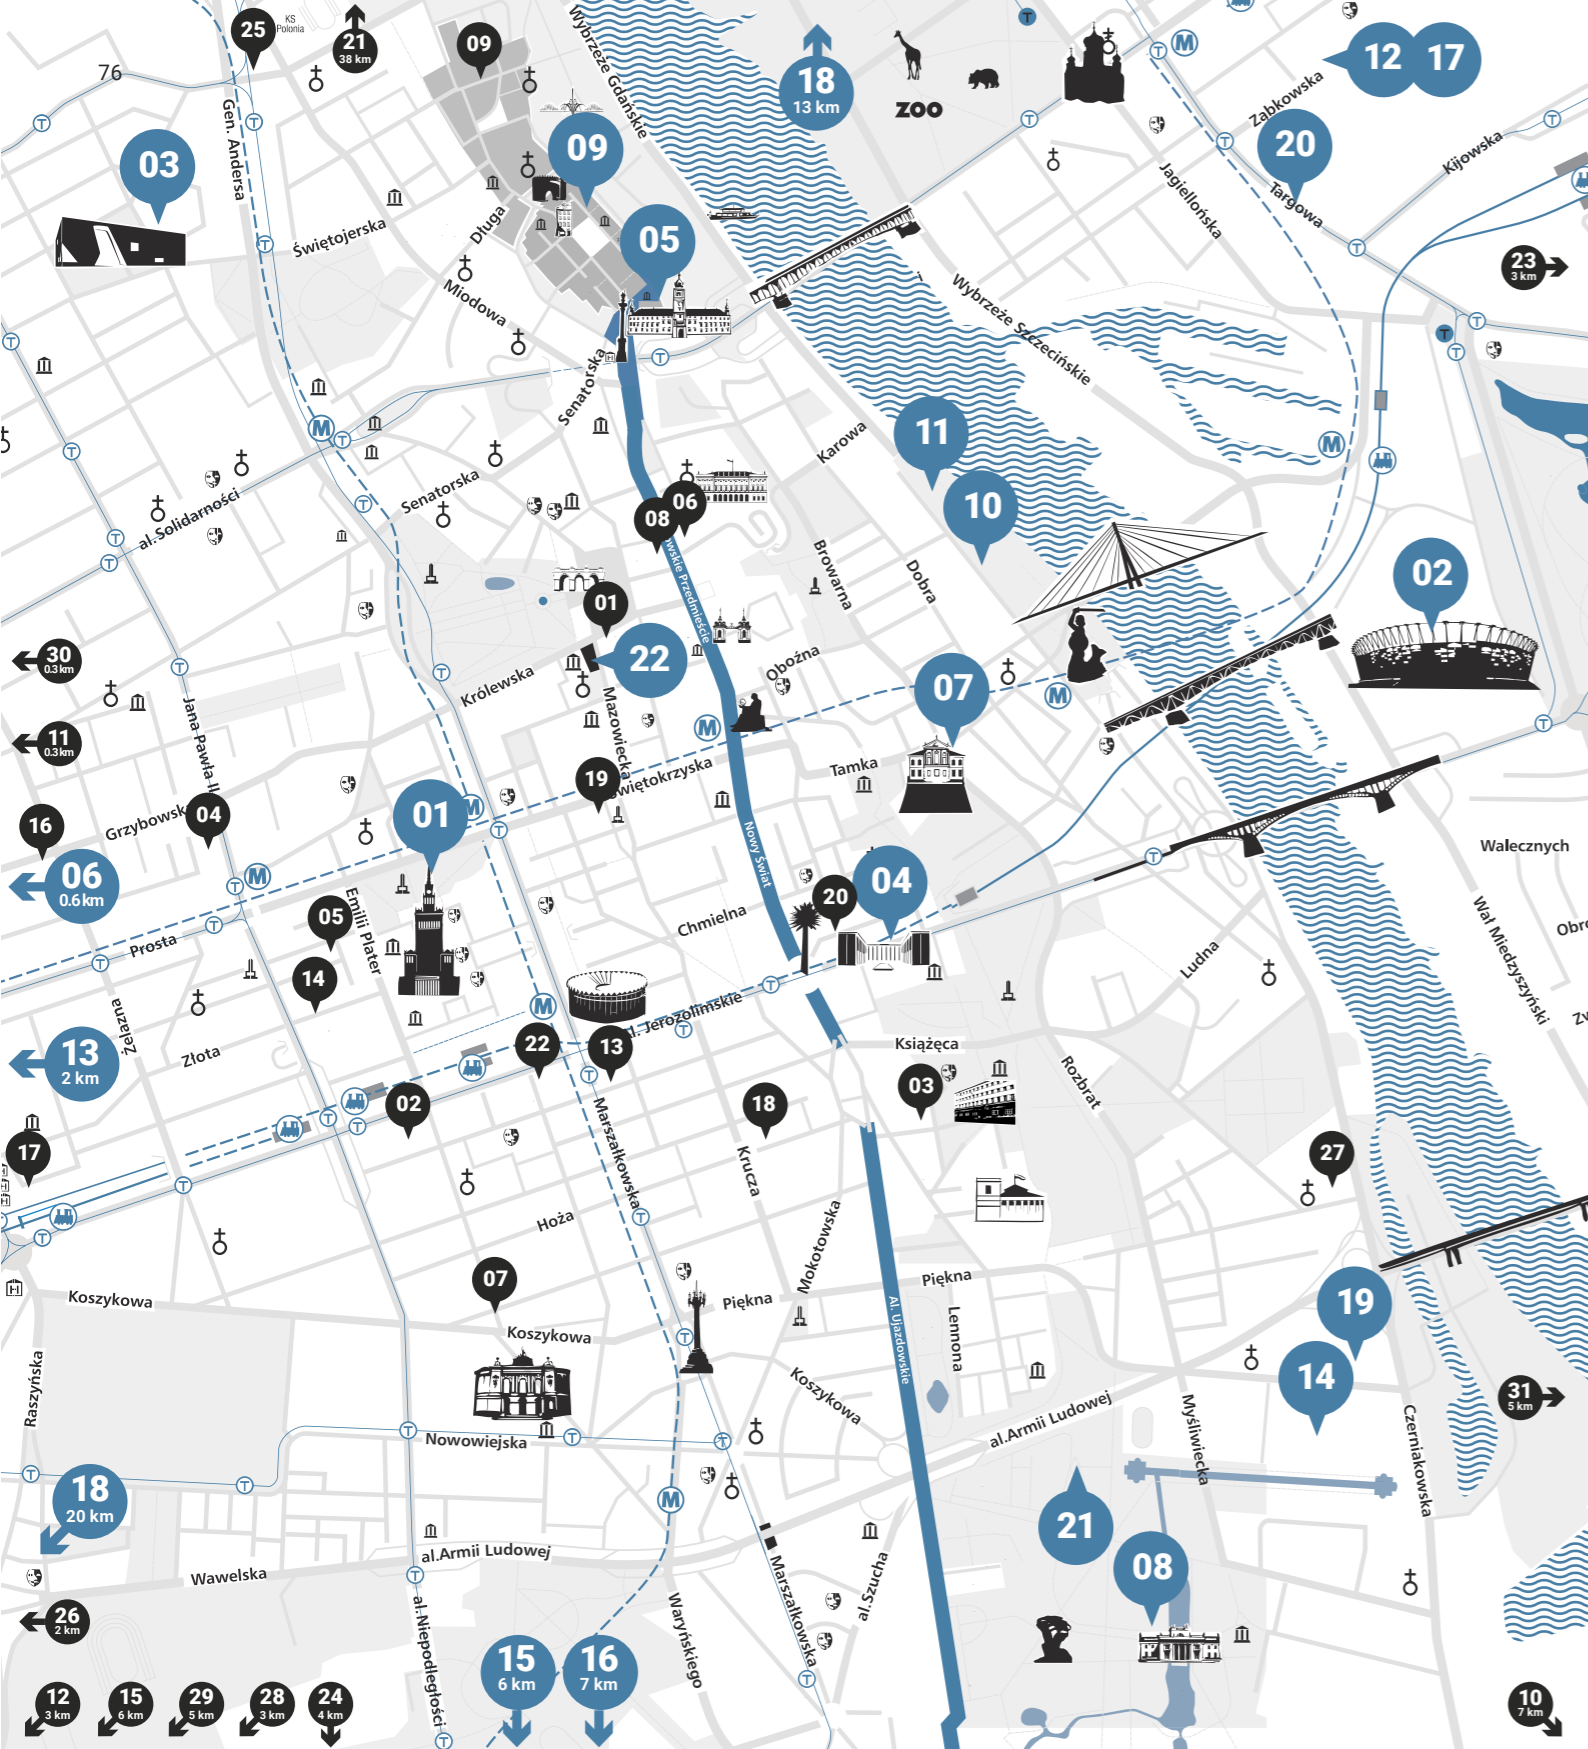 25
KS
Polonia
21
38 km
09
Wybrzeże Gdańskie
18
13 km
ZOO
M
12
17
76
T
Gen. Andersa
03
09
Ząbkowska
20
Kijowska
Jagiellońska
Targowa
Świętojerska
Długa
05
23
3 km
Miodowa
Wybrzeże Szczecińskie
Senatorska
M
11
Karowa
M
10
Senatorska
al.Solidarności
06
08
owskie Przedmieście
Browarna
Dobra
02
01
22
30
0.3 km
Królewska
Mazowiecka
Oboźna
07
M
M
Jana Pawła II
11
0.3 km
19
więtokrzyska
Tamka
Grzybowsk
04
01
M
16
06
0.6 km
M
Nowy Świat
Walecznych
04
20
05
Emilii Plater
Chmielna
Prosta
14
Ludna
Wał Miedzyszyński
Obro
Żelazna
M
al. Jerozolimskie
Zw
13
2 km
Złota
22
13
Książęca
03
Rozbrat
02
18
17
Marszałkowska
Krucza
27
Hoża
Mokotowska
07
Koszykowa
Piękna
Piękna
19
Koszykowa
Al. Ujazdowskie
Lennona
14
31
5 km
Raszyńska
Koszykowa
al.Armii Ludowej
Myśliwiecka
Czerniakowska
Nowowiejska
18
20 km
M
21
al.Armii Ludowej
Wawelska
08
26
2 km
al.Niepodległości
Waryńskiego
Marszałkowska
al.Szucha
15
6 km
16
7 km
12
3 km
15
6 km
29
5 km
28
3 km
24
4 km
10
7 km